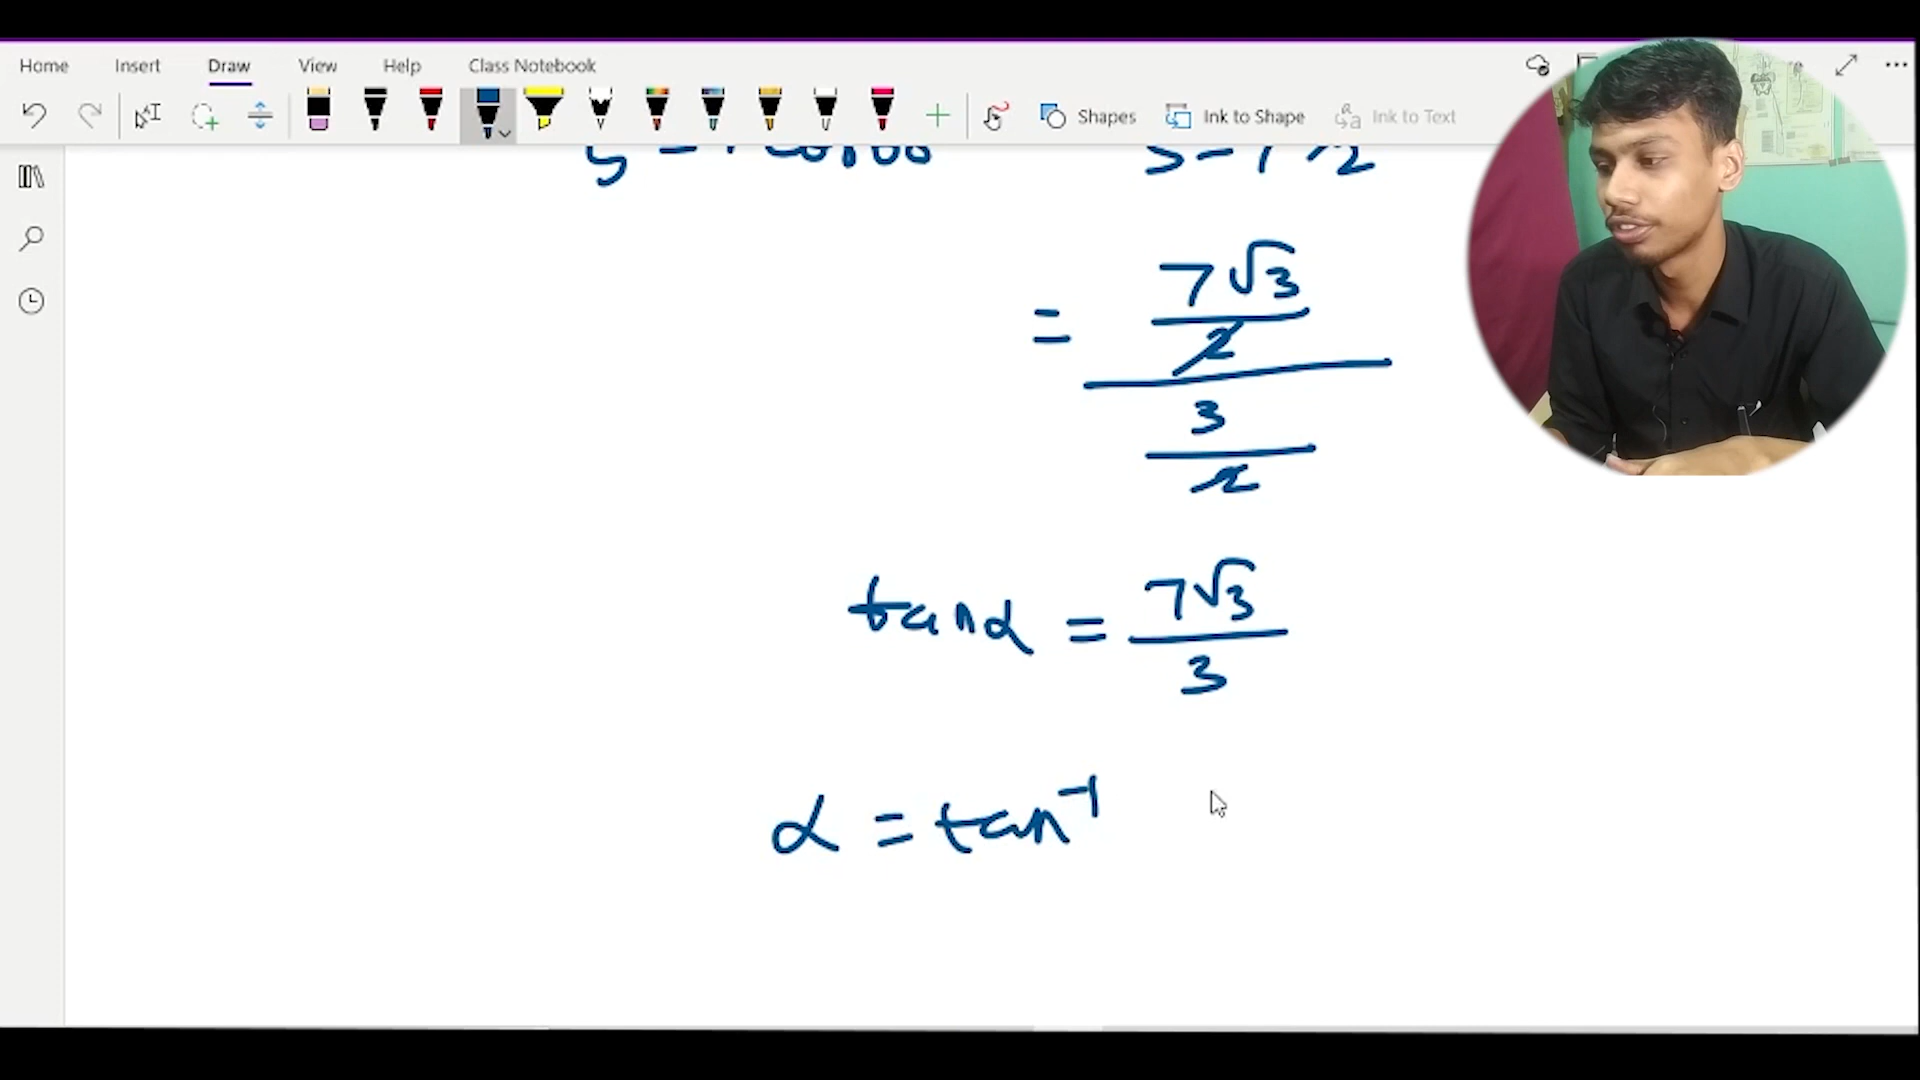 Home Insert Draw View Help Class Notebook
Shapes Ink to Shape Ink to Text
= 7√3/2 / 3/2
tanα = 7√3/3
α = tan⁻¹